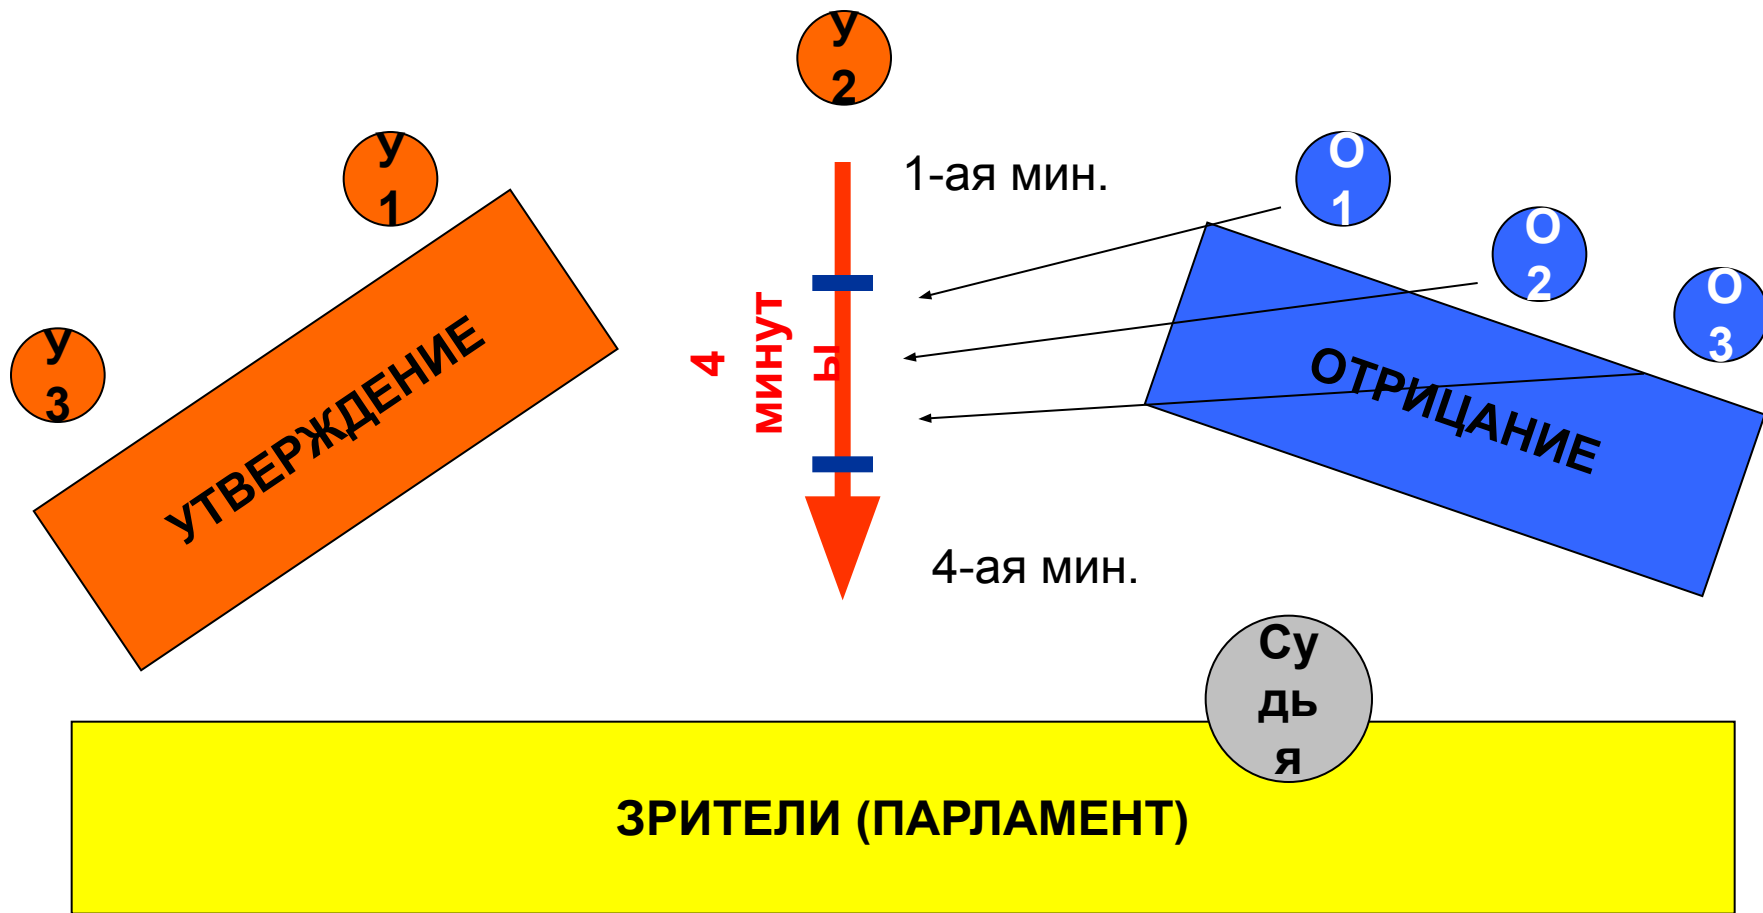 У
2
У
1
1-ая мин.
О
1
О
2
О
3
У
3
УТВЕРЖДЕНИЕ
4
минут
ы
ОТРИЦАНИЕ
4-ая мин.
Су
дь
я
ЗРИТЕЛИ (ПАРЛАМЕНТ)